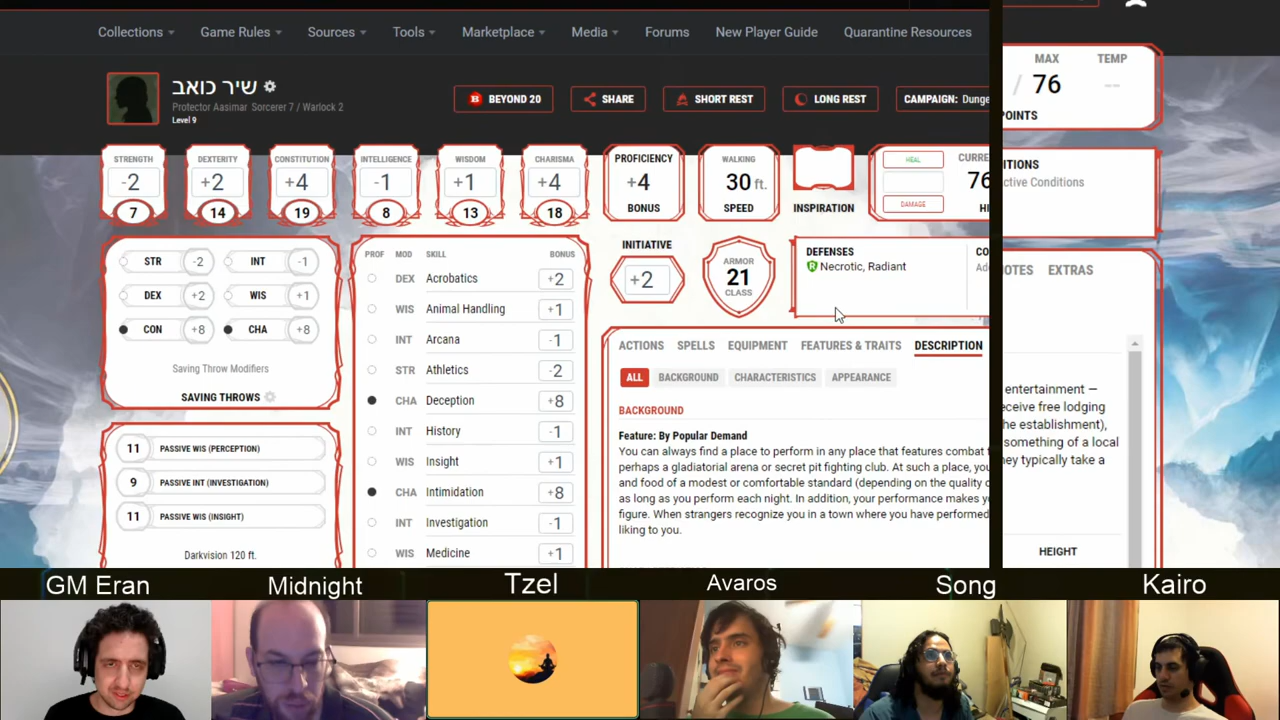 Collections Game Rules Sources Tools Marketplace Media Forums New Player Guide Quarantine Resources
שיר כואב
Protector Aasimar Sorcerer 7 / Warlock 2
Level 9
BEYOND 20
SHARE
SHORT REST
LONG REST
CAMPAIGN: Dunge
MAX TEMP
/ 76 --
OINTS
STRENGTH
-2
7
DEXTERITY
+2
14
CONSTITUTION
+4
19
INTELLIGENCE
-1
8
WISDOM
+1
13
CHARISMA
+4
18
PROFICIENCY
+4
BONUS
WALKING
30 ft.
SPEED
INSPIRATION
HEAL
DAMAGE
CURRE
76
HI
ITIONS
ctive Conditions
STR -2 INT -1
DEX +2 WIS +1
CON +8 CHA +8
Saving Throw Modifiers
SAVING THROWS
11 PASSIVE WIS (PERCEPTION)
9 PASSIVE INT (INVESTIGATION)
11 PASSIVE WIS (INSIGHT)
Darkvision 120 ft.
PROF MOD SKILL BONUS
DEX Acrobatics +2
WIS Animal Handling +1
INT Arcana -1
STR Athletics -2
CHA Deception +8
INT History -1
WIS Insight +1
CHA Intimidation +8
INT Investigation -1
WIS Medicine +1
INITIATIVE
+2
ARMOR
21
CLASS
DEFENSES
R Necrotic, Radiant
CO
Ad
ACTIONS SPELLS EQUIPMENT FEATURES & TRAITS DESCRIPTION
OTES EXTRAS
ALL BACKGROUND CHARACTERISTICS APPEARANCE
BACKGROUND
Feature: By Popular Demand
You can always find a place to perform in any place that features combat f
perhaps a gladiatorial arena or secret pit fighting club. At such a place, you
and food of a modest or comfortable standard (depending on the quality o
as long as you perform each night. In addition, your performance makes y
figure. When strangers recognize you in a town where you have performed
liking to you.
entertainment —
eceive free lodging
he establishment),
something of a local
hey typically take a
HEIGHT
GM Eran Midnight Tzel Avaros Song Kairo